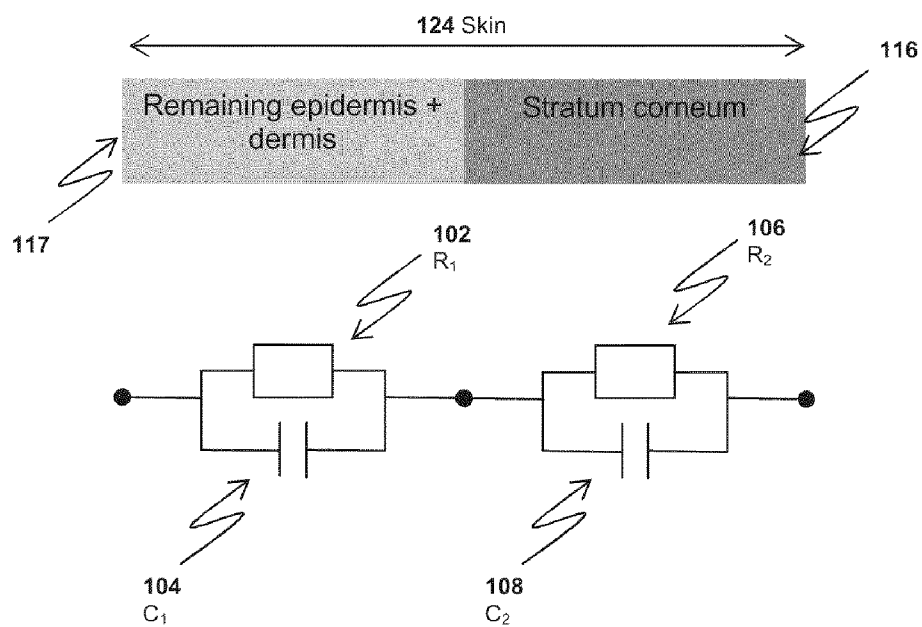 124 Skin
116
Remaining epidermis +
dermis
Stratum corneum
117
102
R₁
106
R₂
104
C₁
108
C₂